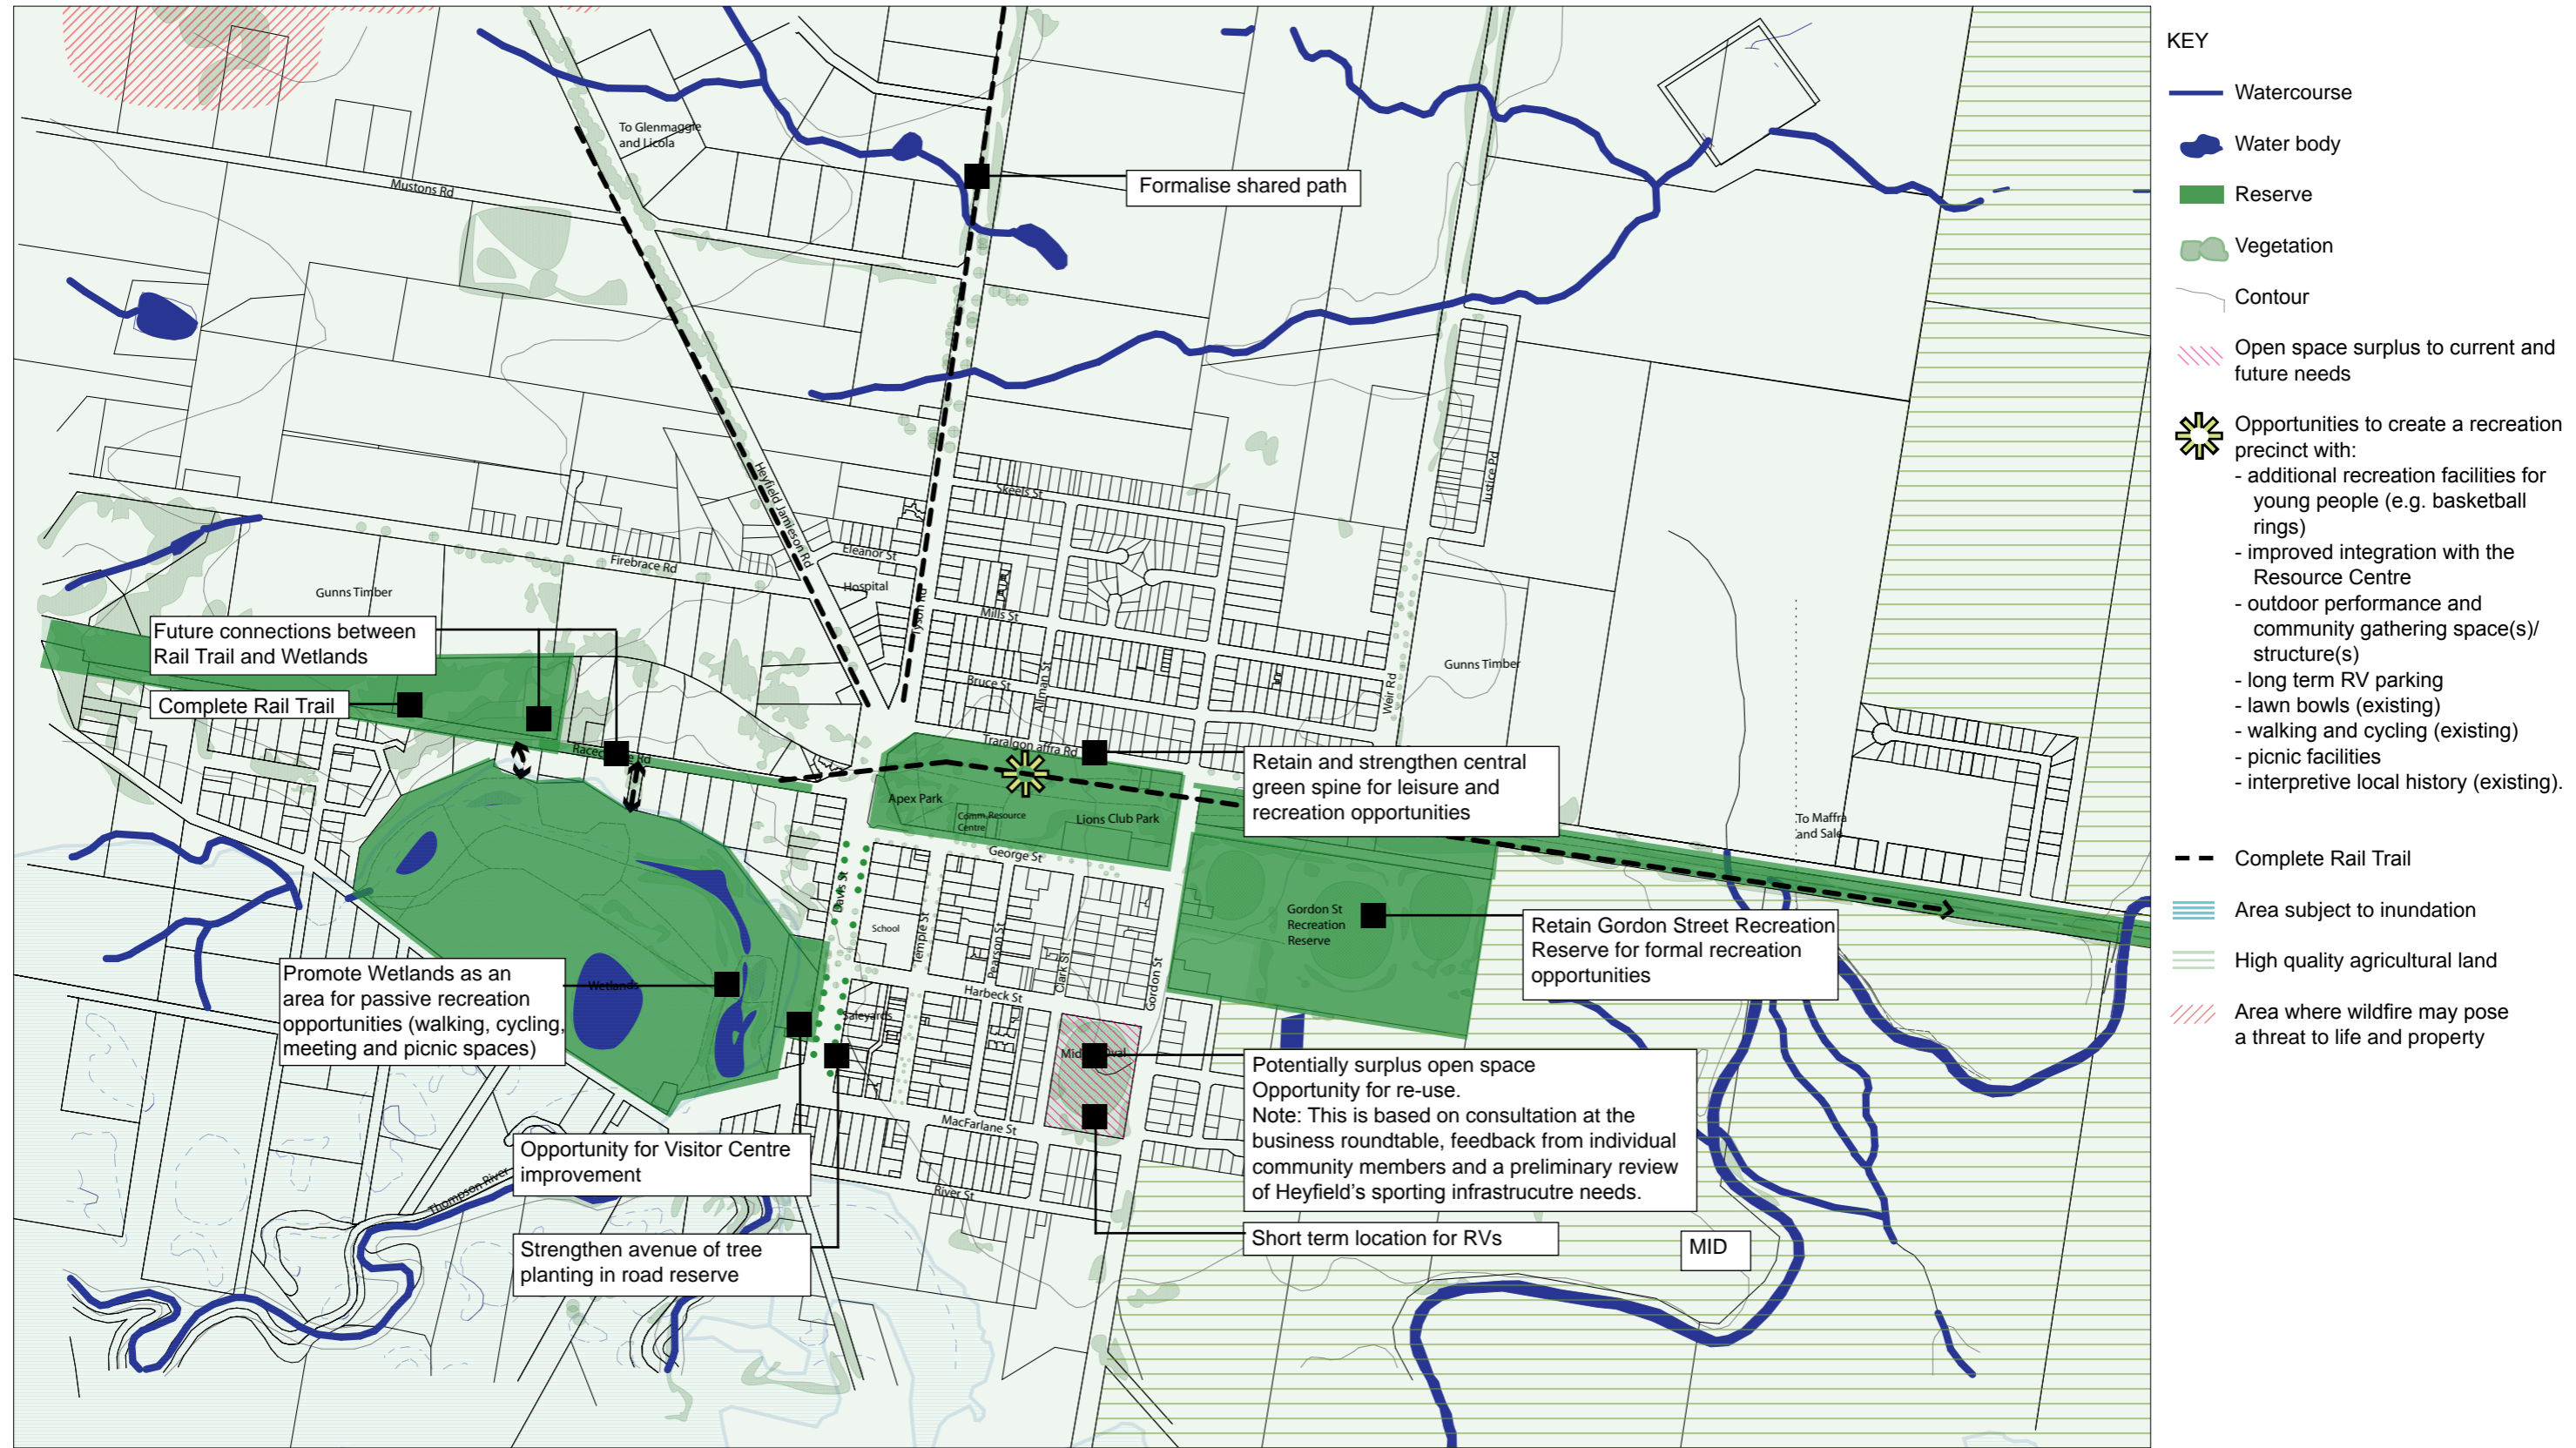 To Glenmaggie
and Licola
Mustons Rd
Formalise shared path
Heyfield Jamieson Rd
Justice Rd
Skeels St
Eleanor St
Firebrace Rd
Hospital
Gunns Timber
Tyson Rd
Mills St
Future connections between
Rail Trail and Wetlands
Gunns Timber
Allman St
Bruce St
Weir Rd
Complete Rail Trail
Traralgon affra Rd
Retain and strengthen central
green spine for leisure and
recreation opportunities
Apex Park
Comm.Resource
Centre
Lions Club Park
To Maffra
and Sale
George St
Davis St
School
Temple St
Pearson St
Clark St
Gordon St
Gordon St
Recreation
Reserve
Retain Gordon Street Recreation
Reserve for formal recreation
opportunities
Promote Wetlands as an
area for passive recreation
opportunities (walking, cycling,
meeting and picnic spaces)
Wetlands
Harbeck St
Saleyards
Potentially surplus open space
Opportunity for re-use.
Note: This is based on consultation at the
business roundtable, feedback from individual
community members and a preliminary review
of Heyfield's sporting infrastrucutre needs.
MacFarlane St
Opportunity for Visitor Centre
improvement
Thompson River
River St
Short term location for RVs
MID
Strengthen avenue of tree
planting in road reserve
KEY
Watercourse
Water body
Reserve
Vegetation
Contour
Open space surplus to current and
future needs
Opportunities to create a recreation
precinct with:
- additional recreation facilities for
young people (e.g. basketball
rings)
- improved integration with the
Resource Centre
- outdoor performance and
community gathering space(s)/
structure(s)
- long term RV parking
- lawn bowls (existing)
- walking and cycling (existing)
- picnic facilities
- interpretive local history (existing).
Complete Rail Trail
Area subject to inundation
High quality agricultural land
Area where wildfire may pose
a threat to life and property